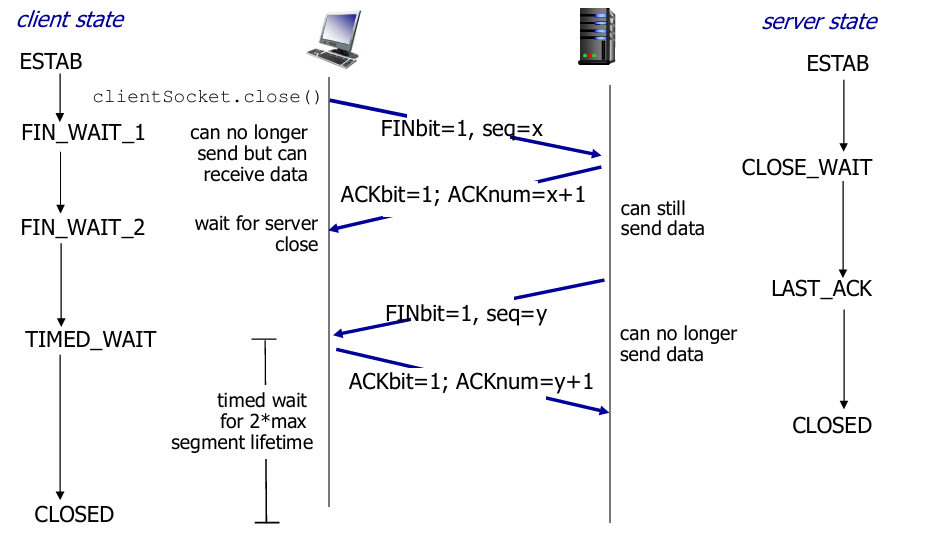 client state
server state
ESTAB
ESTAB
clientSocket.close()
FIN_WAIT_1
can no longer
send but can
receive data
FINbit=1, seq=x
CLOSE_WAIT
ACKbit=1; ACKnum=x+1
FIN_WAIT_2
wait for server
close
can still
send data
LAST_ACK
FINbit=1, seq=y
TIMED_WAIT
can no longer
send data
ACKbit=1; ACKnum=y+1
timed wait
for 2*max
segment lifetime
CLOSED
CLOSED